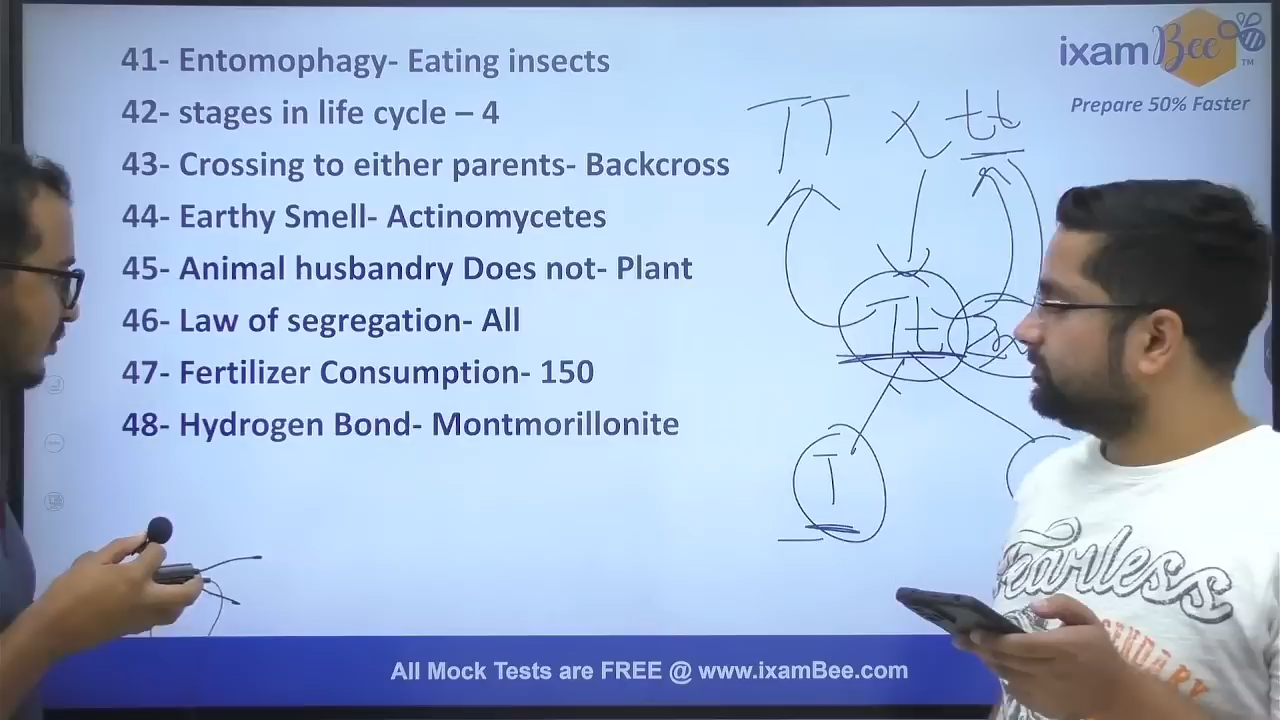 41- Entomophagy- Eating insects
42- stages in life cycle – 4
43- Crossing to either parents- Backcross
44- Earthy Smell- Actinomycetes
45- Animal husbandry Does not- Plant
46- Law of segregation- All
47- Fertilizer Consumption- 150
48- Hydrogen Bond- Montmorillonite
ixamBee™
Prepare 50% Faster
TT x tt
Tt
T
fearless
All Mock Tests are FREE @ www.ixamBee.com